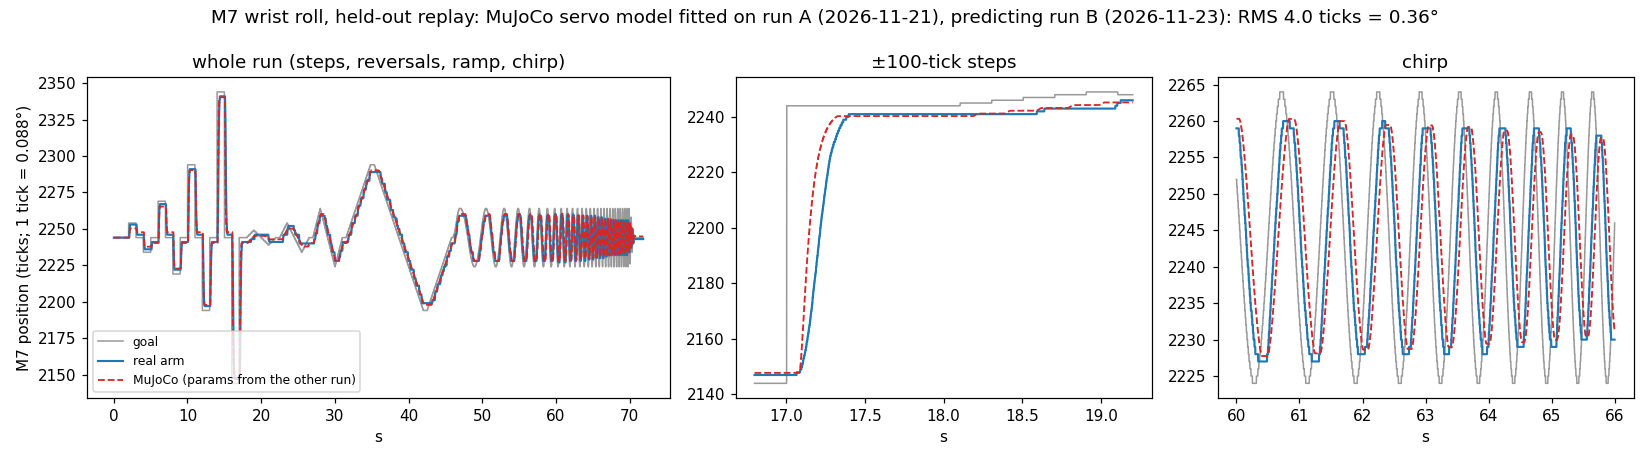 M7 wrist roll, held-out replay: MuJoCo servo model fitted on run A (2026-11-21), predicting run B (2026-11-23): RMS 4.0 ticks = 0.36°
whole run (steps, reversals, ramp, chirp)
M7 position (ticks; 1 tick = 0.088°)
2350
2325
2300
2275
2250
2225
2200
2175
2150
goal
real arm
MuJoCo (params from the other run)
0 10 20 30 40 50 60 70
s
±100-tick steps
2240
2220
2200
2180
2160
2140
17.0 17.5 18.0 18.5 19.0
s
chirp
2265
2260
2255
2250
2245
2240
2235
2230
2225
60 61 62 63 64 65 66
s